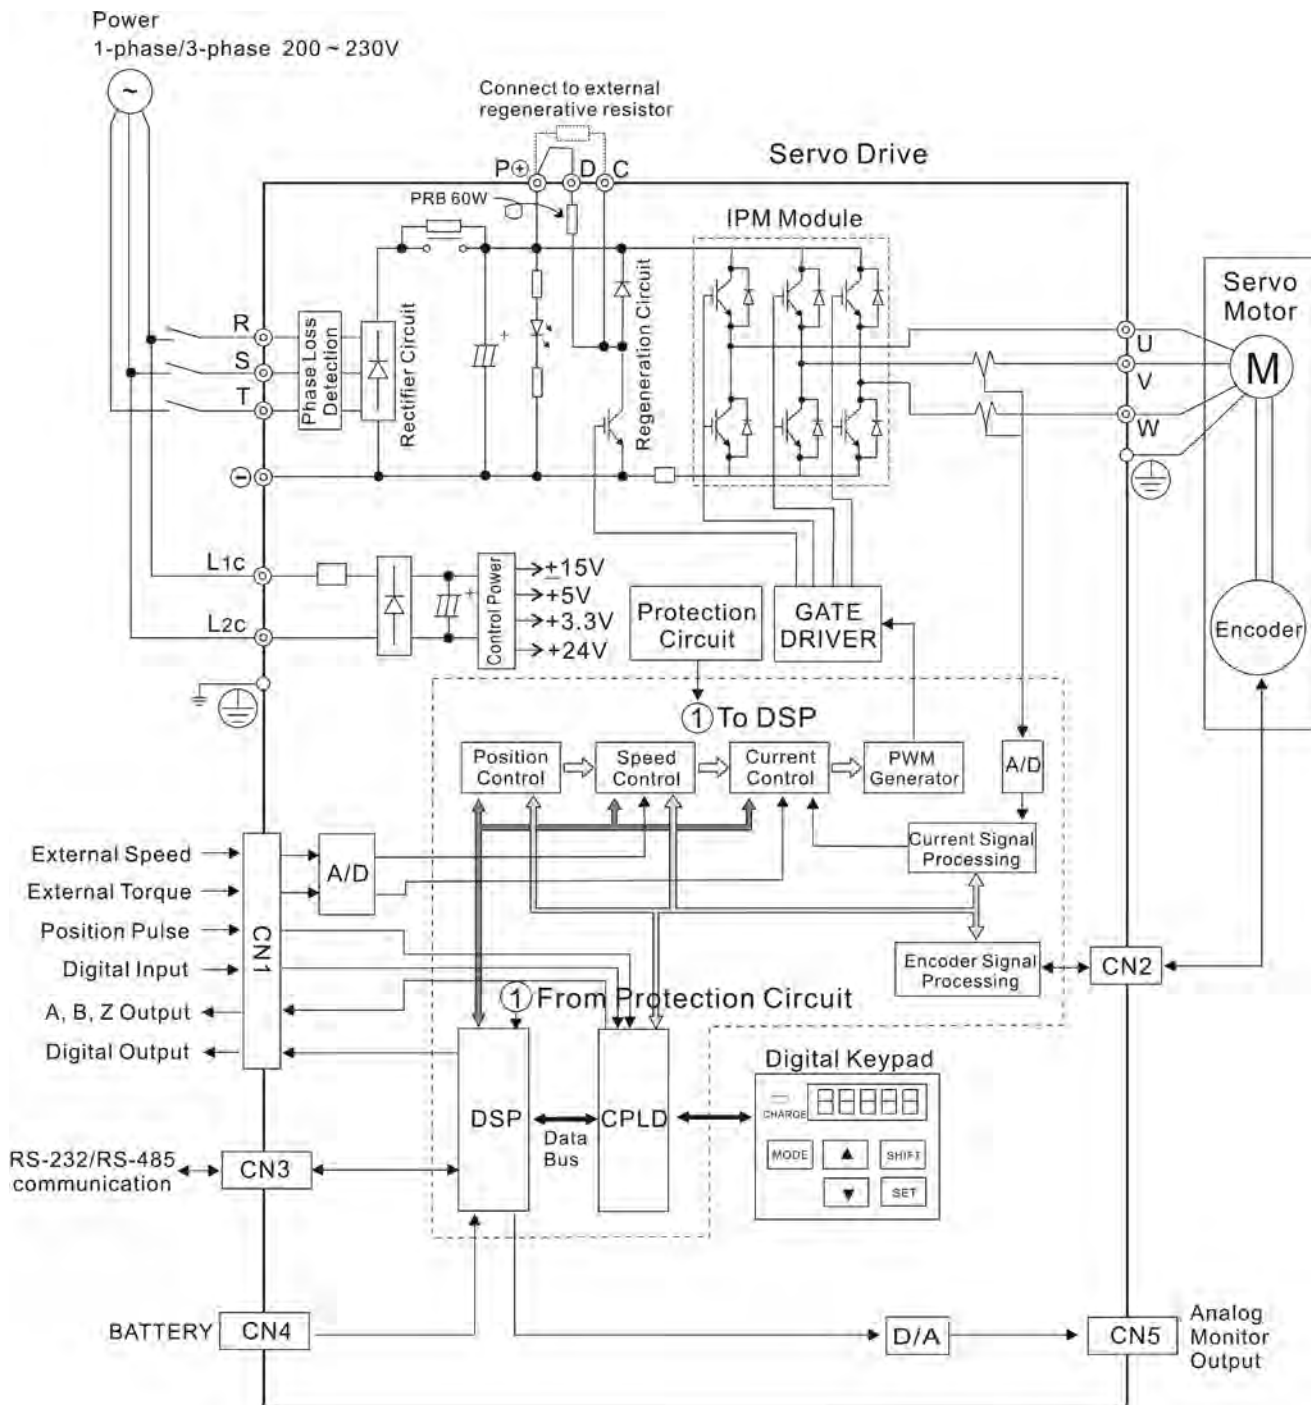 Power
1-phase/3-phase 200 ~ 230V
~
Connect to external
regenerative resistor
P⊕ D C
Servo Drive
PRB 60W
IPM Module
Servo
Motor
R
S
T
Phase Loss
Detection
Rectifier Circuit
+
Regeneration Circuit
U
V
W
M
⊖
L1c
L2c
+
Control Power
±15V
+5V
+3.3V
+24V
Protection
Circuit
GATE
DRIVER
Encoder
1 To DSP
Position
Control
Speed
Control
Current
Control
PWM
Generator
A/D
External Speed
External Torque
Position Pulse
Digital Input
A, B, Z Output
Digital Output
CN1
A/D
Current Signal
Processing
Encoder Signal
Processing
CN2
1 From Protection Circuit
DSP
Data
Bus
CPLD
Digital Keypad
CHARGE
88888
MODE
▲
SHIFT
▼
SET
RS-232/RS-485
communication
CN3
BATTERY
CN4
D/A
CN5
Analog
Monitor
Output